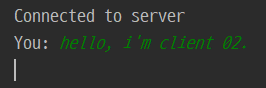 Connected to server
You: hello, i'm client 02.